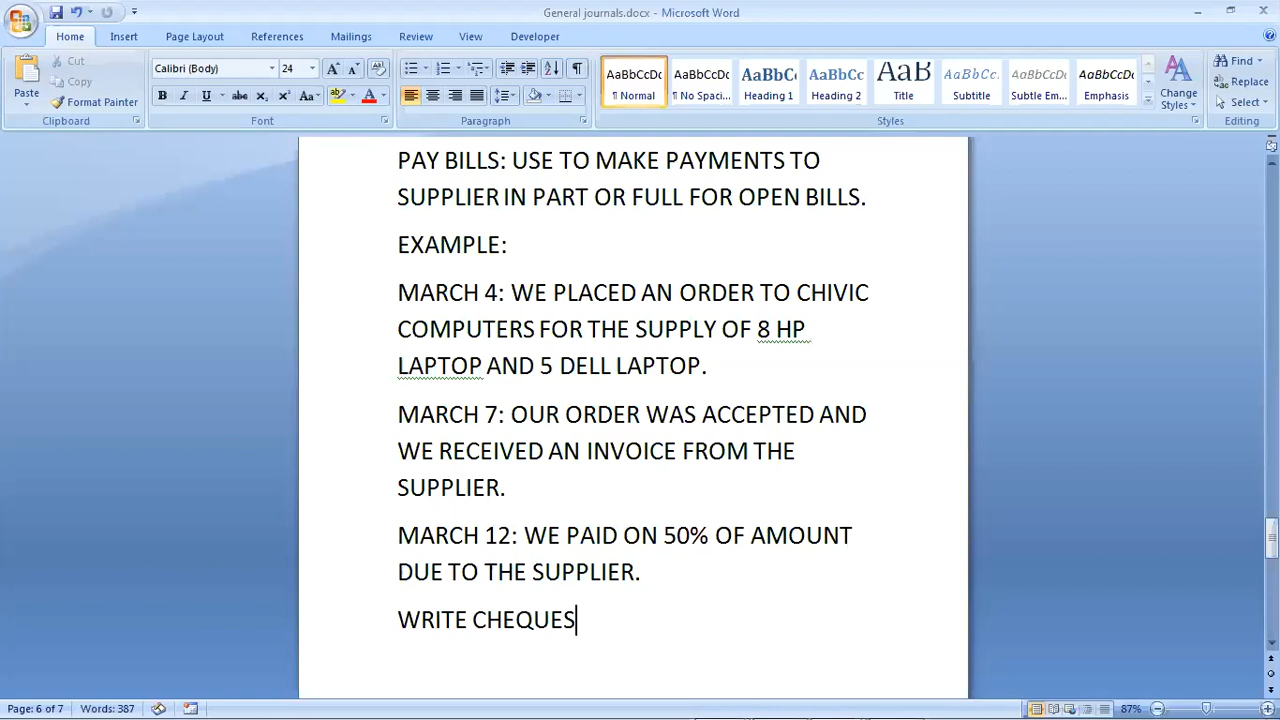 General journals.docx - Microsoft Word
Home Insert Page Layout References Mailings Review View Developer
Paste
Cut
Copy
Format Painter
Clipboard
Calibri (Body) 24
Font
Paragraph
AaBbCcDc AaBbCcDc AaBbC AaBbCc AaB AaBbCc. AaBbCcDc AaBbCcDc
¶ Normal ¶ No Spaci... Heading 1 Heading 2 Title Subtitle Subtle Em... Emphasis
Change Styles
Styles
Find
Replace
Select
Editing
PAY BILLS: USE TO MAKE PAYMENTS TO
SUPPLIER IN PART OR FULL FOR OPEN BILLS.
EXAMPLE:
MARCH 4: WE PLACED AN ORDER TO CHIVIC
COMPUTERS FOR THE SUPPLY OF 8 HP
LAPTOP AND 5 DELL LAPTOP.
MARCH 7: OUR ORDER WAS ACCEPTED AND
WE RECEIVED AN INVOICE FROM THE
SUPPLIER.
MARCH 12: WE PAID ON 50% OF AMOUNT
DUE TO THE SUPPLIER.
WRITE CHEQUES
Page: 6 of 7 Words: 387 87%